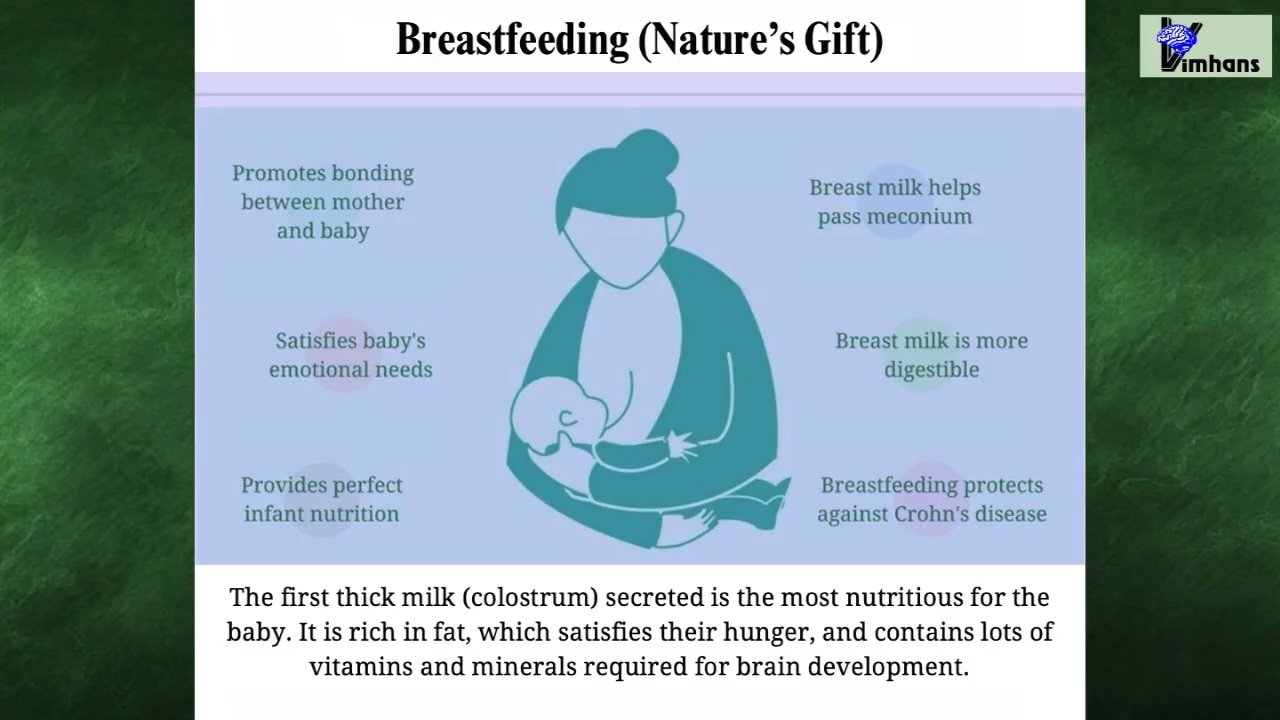 Breastfeeding (Nature’s Gift)
Vimhans
Promotes bonding
between mother
and baby
Breast milk helps
pass meconium
Satisfies baby's
emotional needs
Breast milk is more
digestible
Provides perfect
infant nutrition
Breastfeeding protects
against Crohn's disease
The first thick milk (colostrum) secreted is the most nutritious for the
baby. It is rich in fat, which satisfies their hunger, and contains lots of
vitamins and minerals required for brain development.